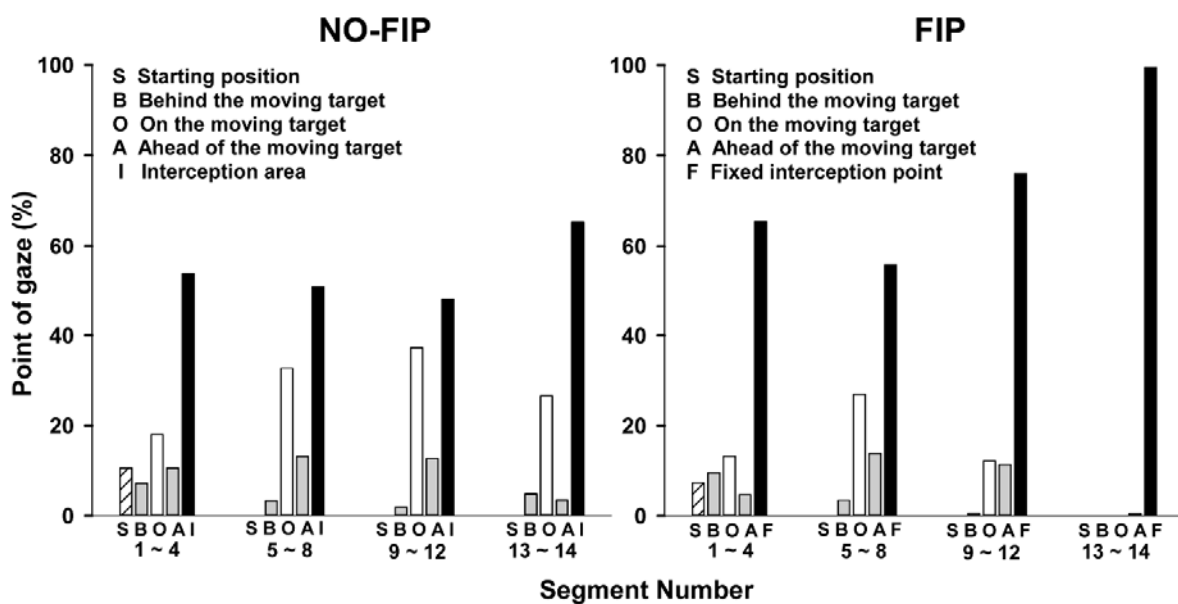 NO-FIP
FIP
Point of gaze (%)
100
80
60
40
20
0
S Starting position
B Behind the moving target
O On the moving target
A Ahead of the moving target
I Interception area
S B O A I
S B O A I
S B O A I
S B O A I
1 ~ 4
5 ~ 8
9 ~ 12
13 ~ 14
100
80
60
40
20
0
S Starting position
B Behind the moving target
O On the moving target
A Ahead of the moving target
F Fixed interception point
S B O A F
S B O A F
S B O A F
S B O A F
1 ~ 4
5 ~ 8
9 ~ 12
13 ~ 14
Segment Number